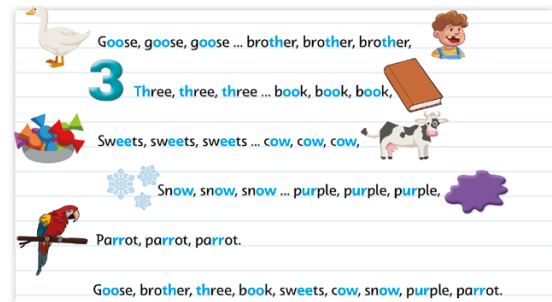 Goose, goose, goose ... brother, brother, brother,
3 Three, three, three ... book, book, book,
Sweets, sweets, sweets ... cow, cow, cow,
Snow, snow, snow ... purple, purple, purple,
Parrot, parrot, parrot.
Goose, brother, three, book, sweets, cow, snow, purple, parrot.